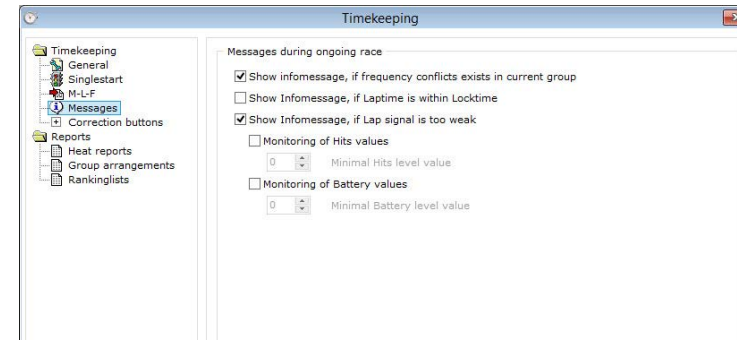 Timekeeping
Timekeeping
General
Singlestart
M-L-F
Messages
Correction buttons
Reports
Heat reports
Group arrangements
Rankinglists
Messages during ongoing race
Show infomessage, if frequency conflicts exists in current group
Show Infomessage, if Laptime is within Locktime
Show Infomessage, if Lap signal is too weak
Monitoring of Hits values
0 Minimal Hits level value
Monitoring of Battery values
0 Minimal Battery level value